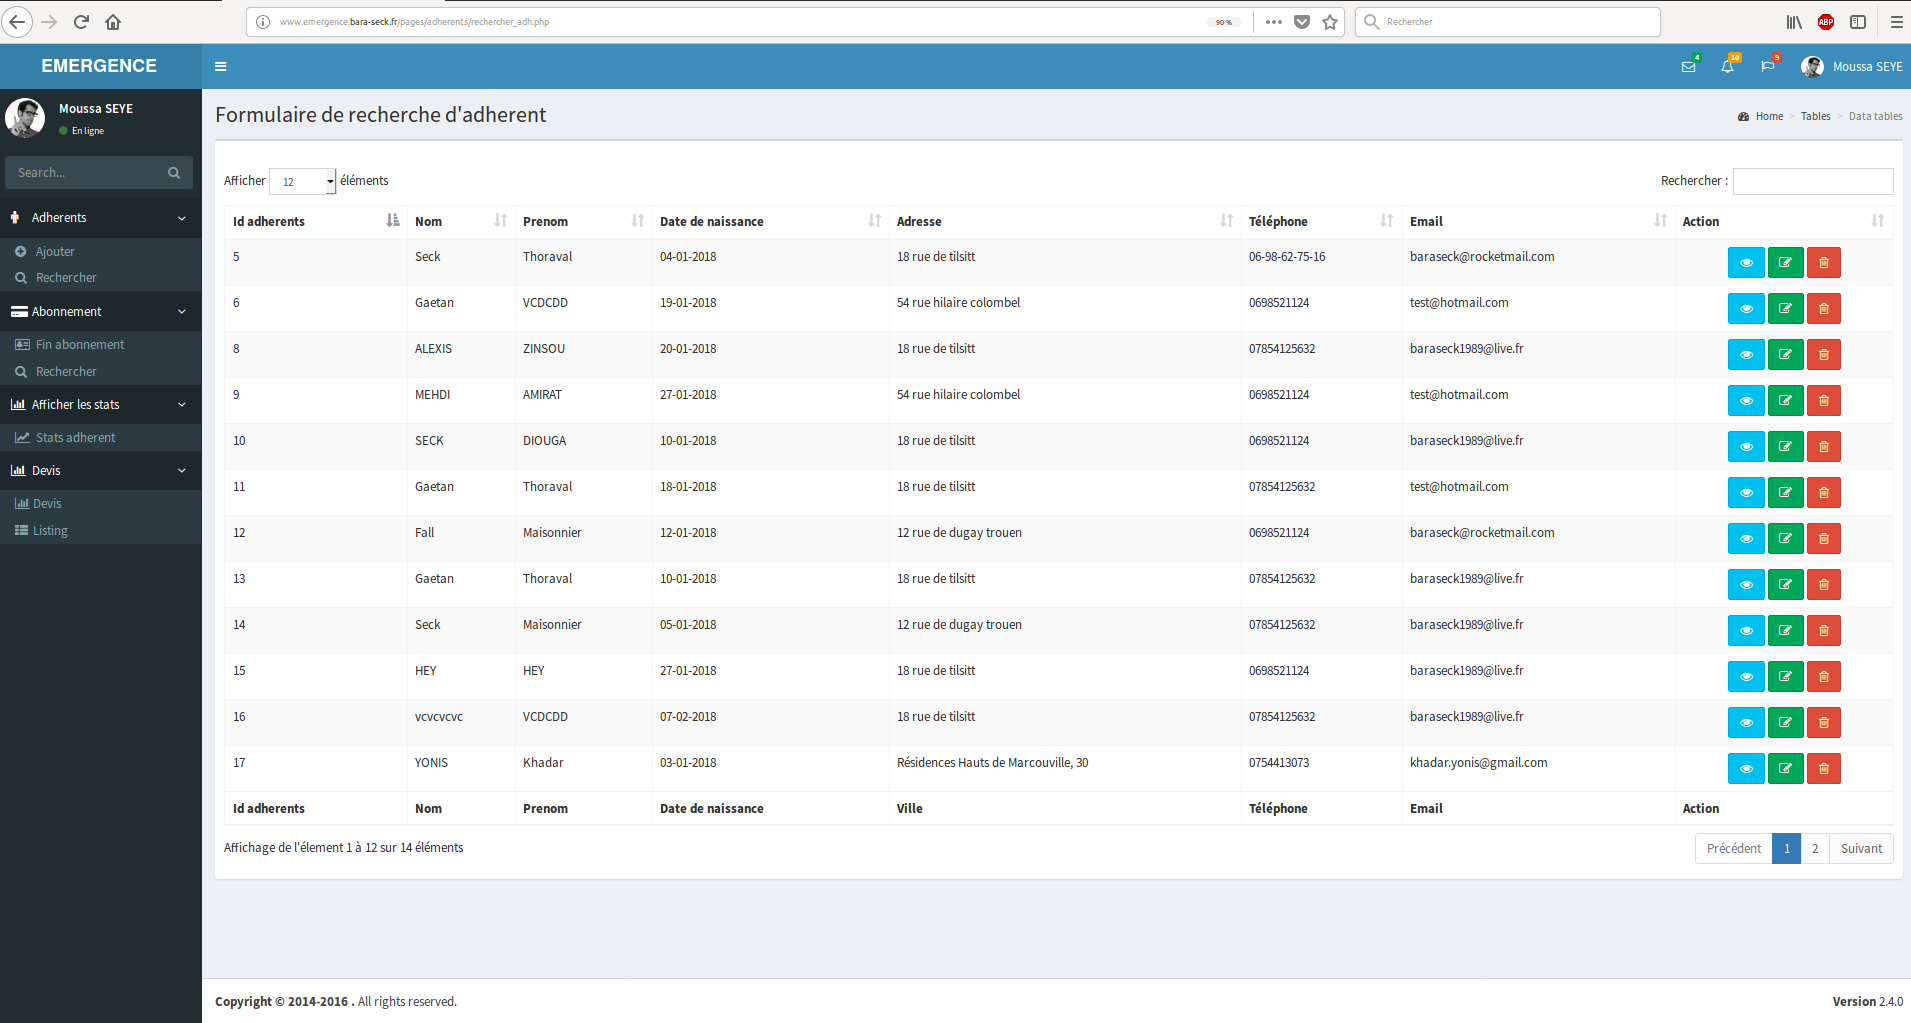 www.emergence.bara-seck.fr/pages/adherents/rechercher_adh.php 90 % Rechercher ABP
EMERGENCE 4 10 9 Moussa SEYE
Moussa SEYE
En ligne
Search...
Adherents
Ajouter
Rechercher
Abonnement
Fin abonnement
Rechercher
Afficher les stats
Stats adherent
Devis
Devis
Listing
Formulaire de recherche d'adherent Home > Tables > Data tables
Afficher 12 éléments Rechercher :
Id adherents Nom Prenom Date de naissance Adresse Téléphone Email Action
5 Seck Thoraval 04-01-2018 18 rue de tilsitt 06-98-62-75-16 baraseck@rocketmail.com
6 Gaetan VCDCDD 19-01-2018 54 rue hilaire colombel 0698521124 test@hotmail.com
8 ALEXIS ZINSOU 20-01-2018 18 rue de tilsitt 07854125632 baraseck1989@live.fr
9 MEHDI AMIRAT 27-01-2018 54 rue hilaire colombel 0698521124 test@hotmail.com
10 SECK DIOUGA 10-01-2018 18 rue de tilsitt 0698521124 baraseck1989@live.fr
11 Gaetan Thoraval 18-01-2018 18 rue de tilsitt 07854125632 test@hotmail.com
12 Fall Maisonnier 12-01-2018 12 rue de dugay trouen 0698521124 baraseck@rocketmail.com
13 Gaetan Thoraval 10-01-2018 18 rue de tilsitt 07854125632 baraseck1989@live.fr
14 Seck Maisonnier 05-01-2018 12 rue de dugay trouen 07854125632 baraseck1989@live.fr
15 HEY HEY 27-01-2018 18 rue de tilsitt 0698521124 baraseck1989@live.fr
16 vcvcvcvc VCDCDD 07-02-2018 18 rue de tilsitt 07854125632 baraseck1989@live.fr
17 YONIS Khadar 03-01-2018 Résidences Hauts de Marcouville, 30 0754413073 khadar.yonis@gmail.com
Id adherents Nom Prenom Date de naissance Ville Téléphone Email Action
Affichage de l'élement 1 à 12 sur 14 éléments Précédent 1 2 Suivant
Copyright © 2014-2016 . All rights reserved. Version 2.4.0